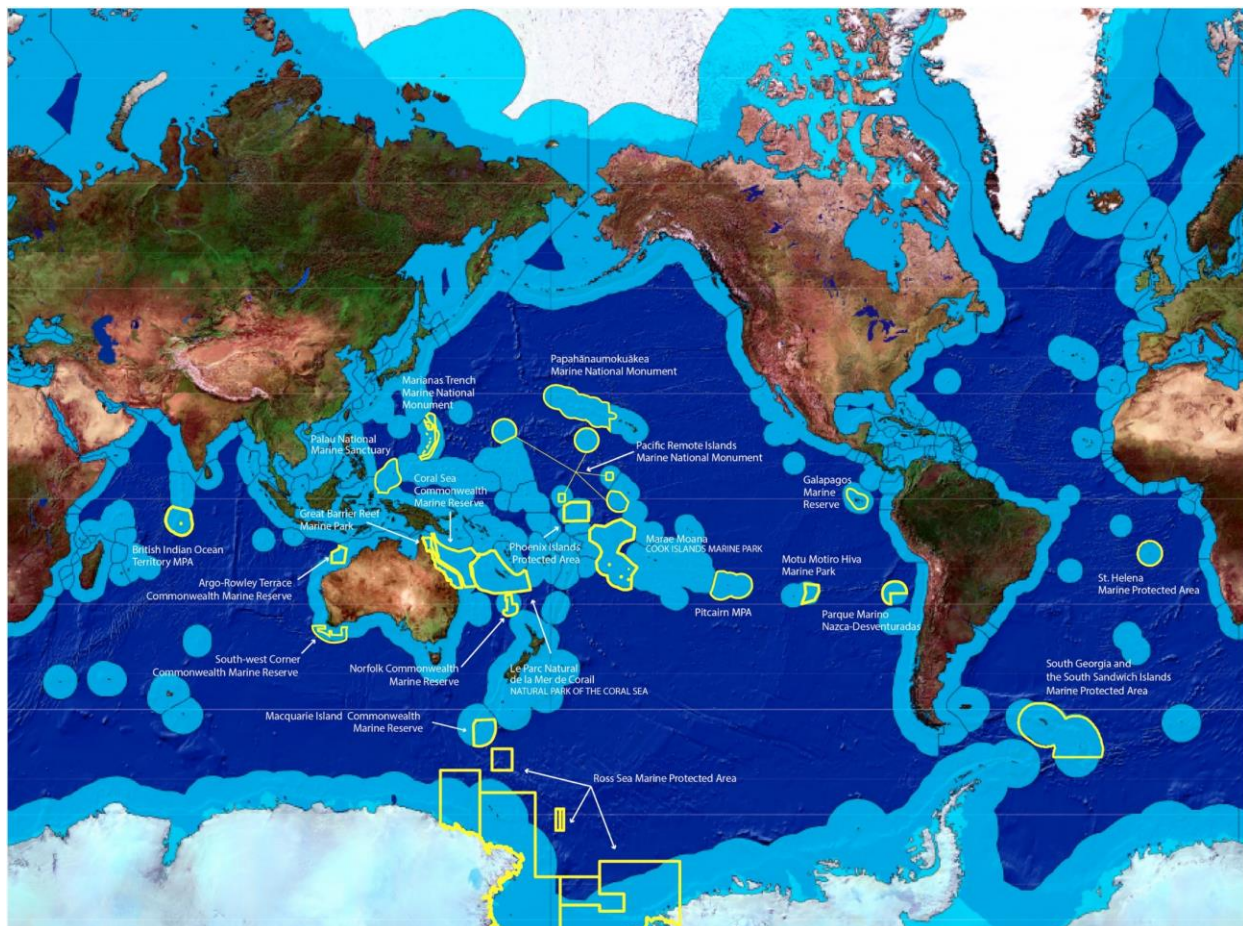 Papahānaumokuākea
Marine National Monument
Marianas Trench
Marine National
Monument
Palau National
Marine Sanctuary
Coral Sea
Commonwealth
Marine Reserve
Pacific Remote Islands
Marine National Monument
Galapagos
Marine
Reserve
Great Barrier Reef
Marine Park
British Indian Ocean
Territory MPA
Phoenix Islands
Protected Area
Marae Moana
COOK ISLANDS MARINE PARK
Argo-Rowley Terrace
Commonwealth Marine Reserve
Motu Motiro Hiva
Marine Park
St. Helena
Marine Protected Area
Pitcairn MPA
Parque Marino
Nazca-Desventuradas
South-west Corner
Commonwealth Marine Reserve
Norfolk Commonwealth
Marine Reserve
Le Parc Natural
de la Mer de Corail
NATURAL PARK OF THE CORAL SEA
South Georgia and
the South Sandwich Islands
Marine Protected Area
Macquarie Island Commonwealth
Marine Reserve
Ross Sea Marine Protected Area